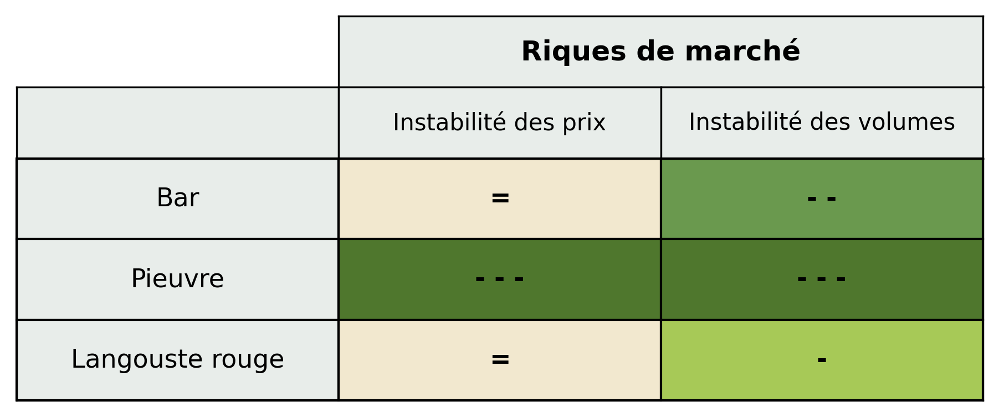 Riques de marché
Instabilité des prix Instabilité des volumes
Bar = - -
Pieuvre - - - - - -
Langouste rouge = -